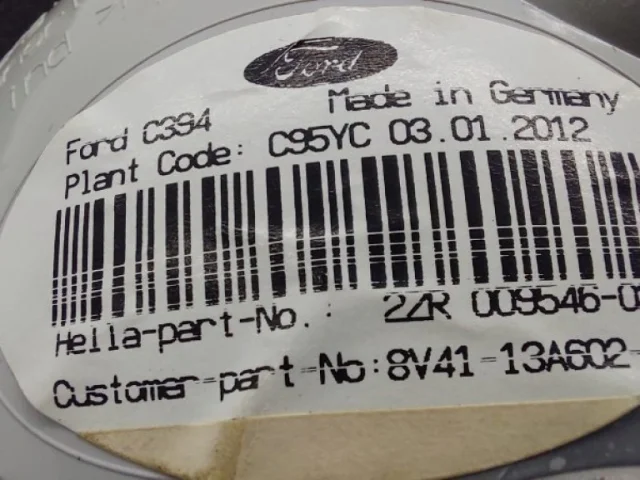 Ford
Made in Germany
Ford C394
Plant Code: C95YC 03.01.2012
Hella-part-No.: 2ZR 009546-0
Customer-part-No:8V41-13A602-